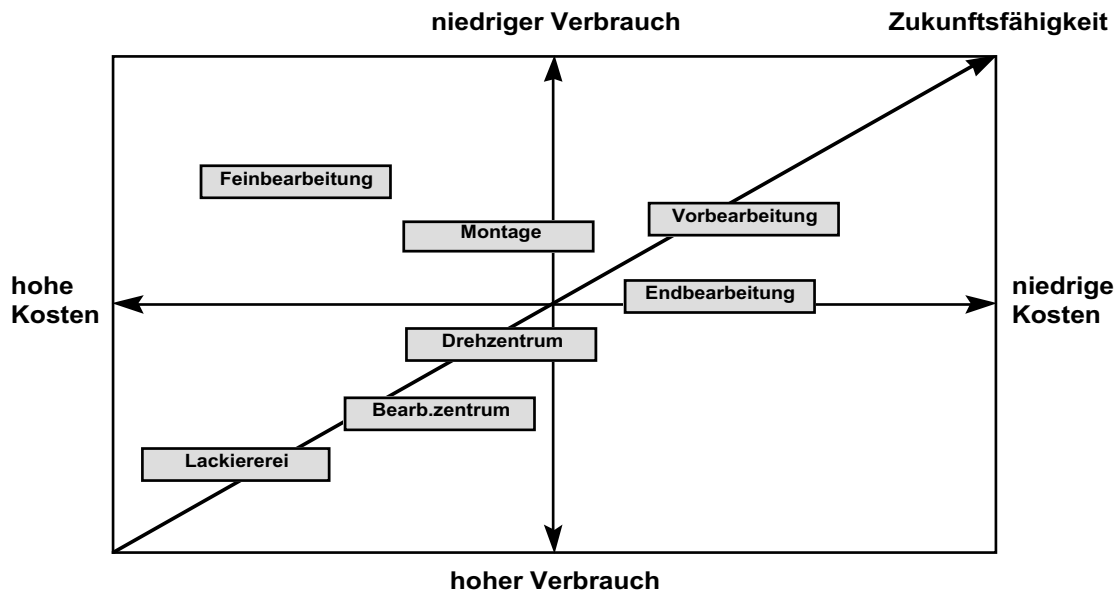 niedriger Verbrauch
Zukunftsfähigkeit
Feinbearbeitung
Vorbearbeitung
Montage
hohe
Kosten
Endbearbeitung
niedrige
Kosten
Drehzentrum
Bearb.zentrum
Lackiererei
hoher Verbrauch